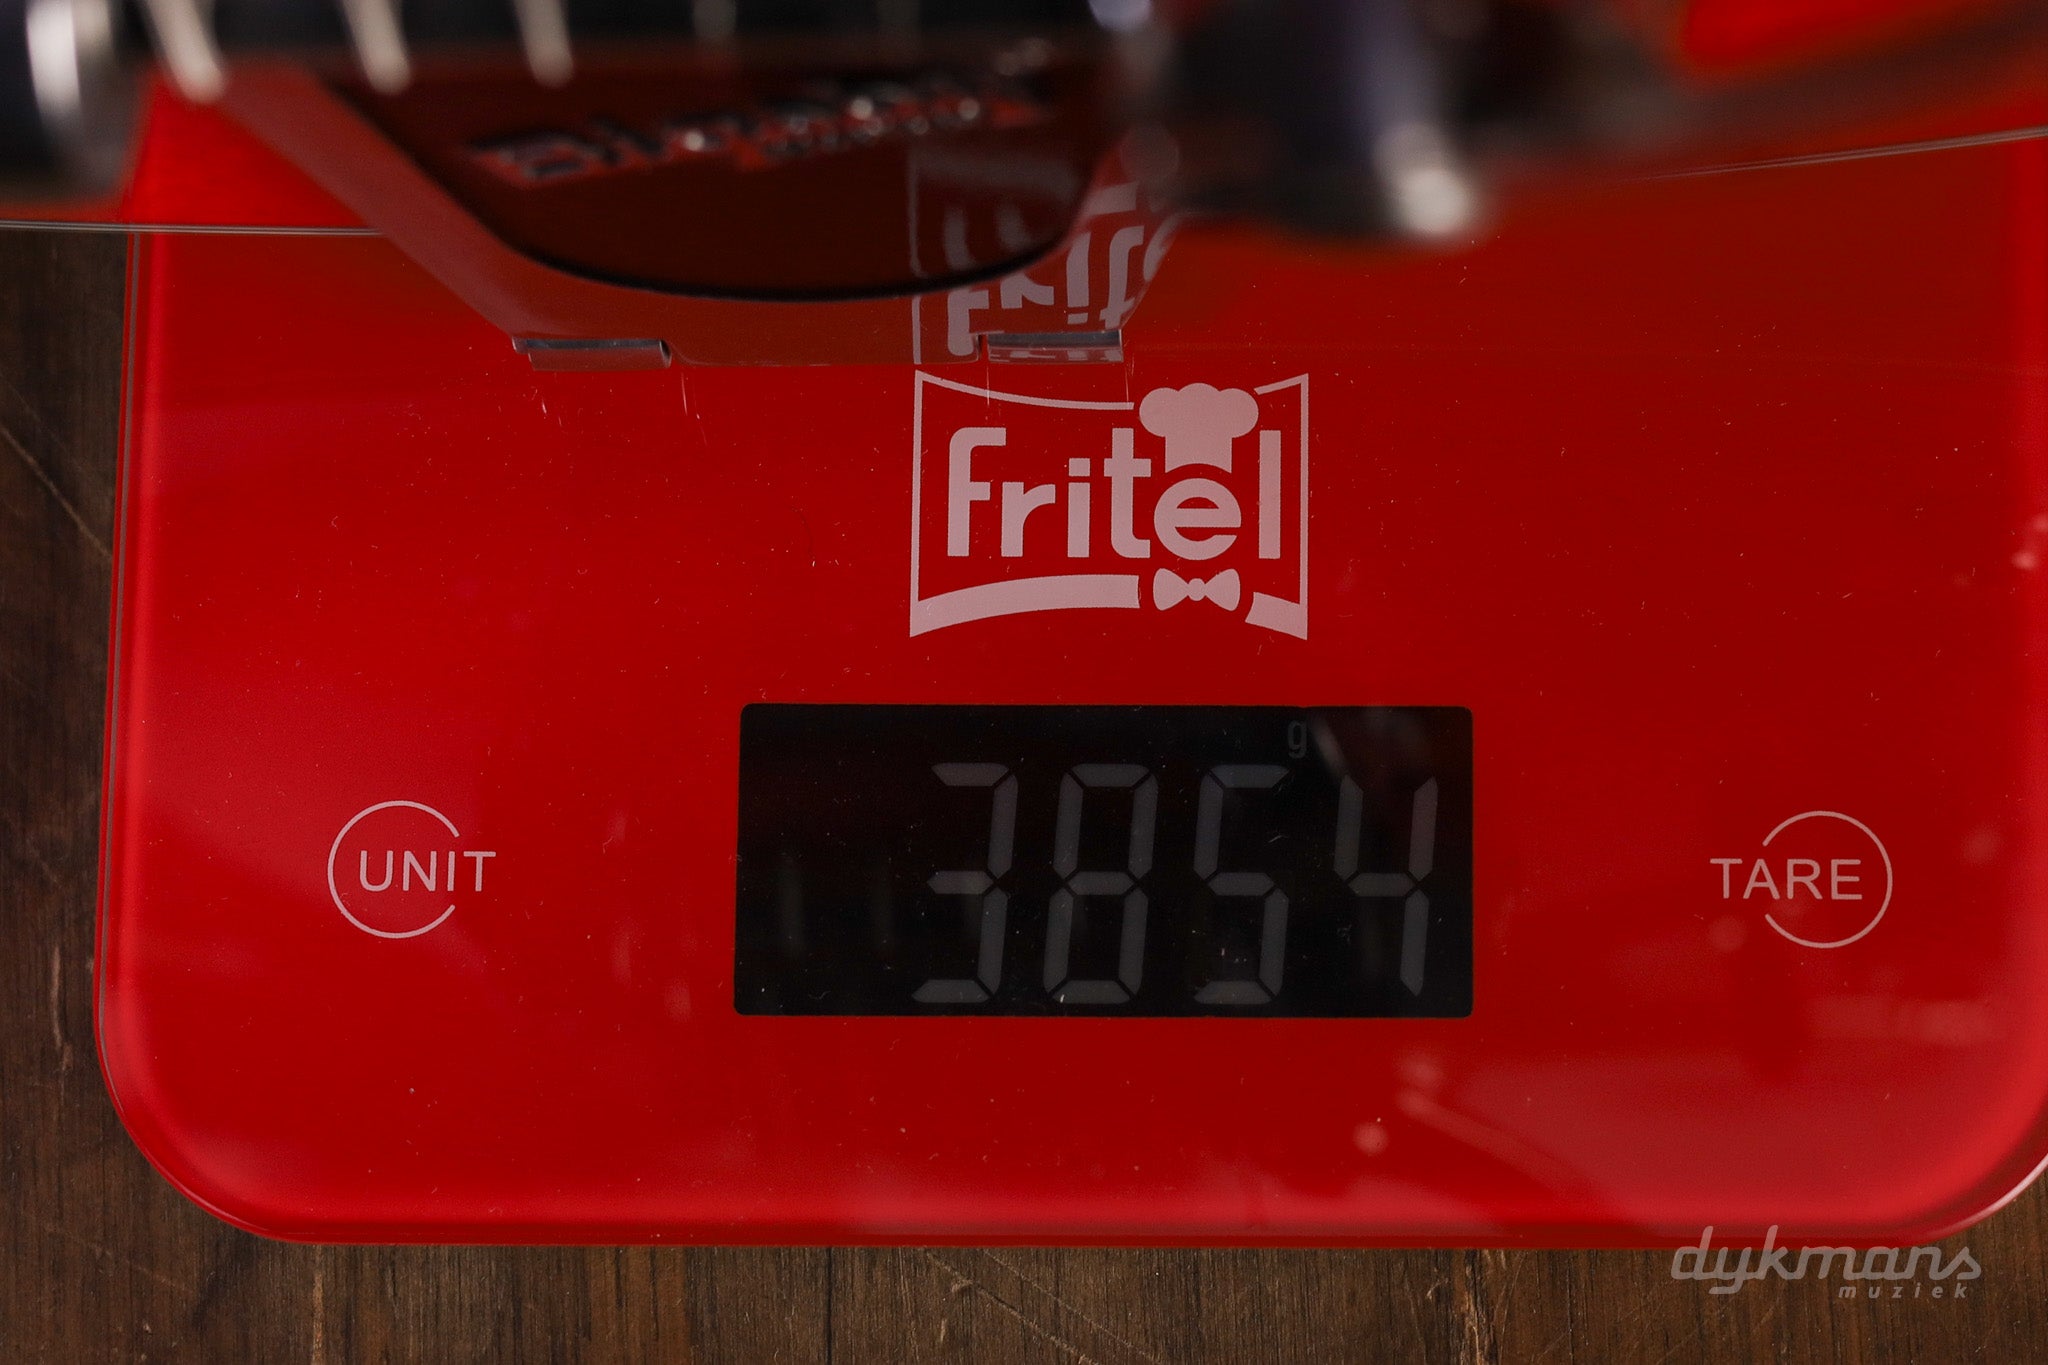 fritel
g
3854
UNIT
TARE
dykmans
muziek